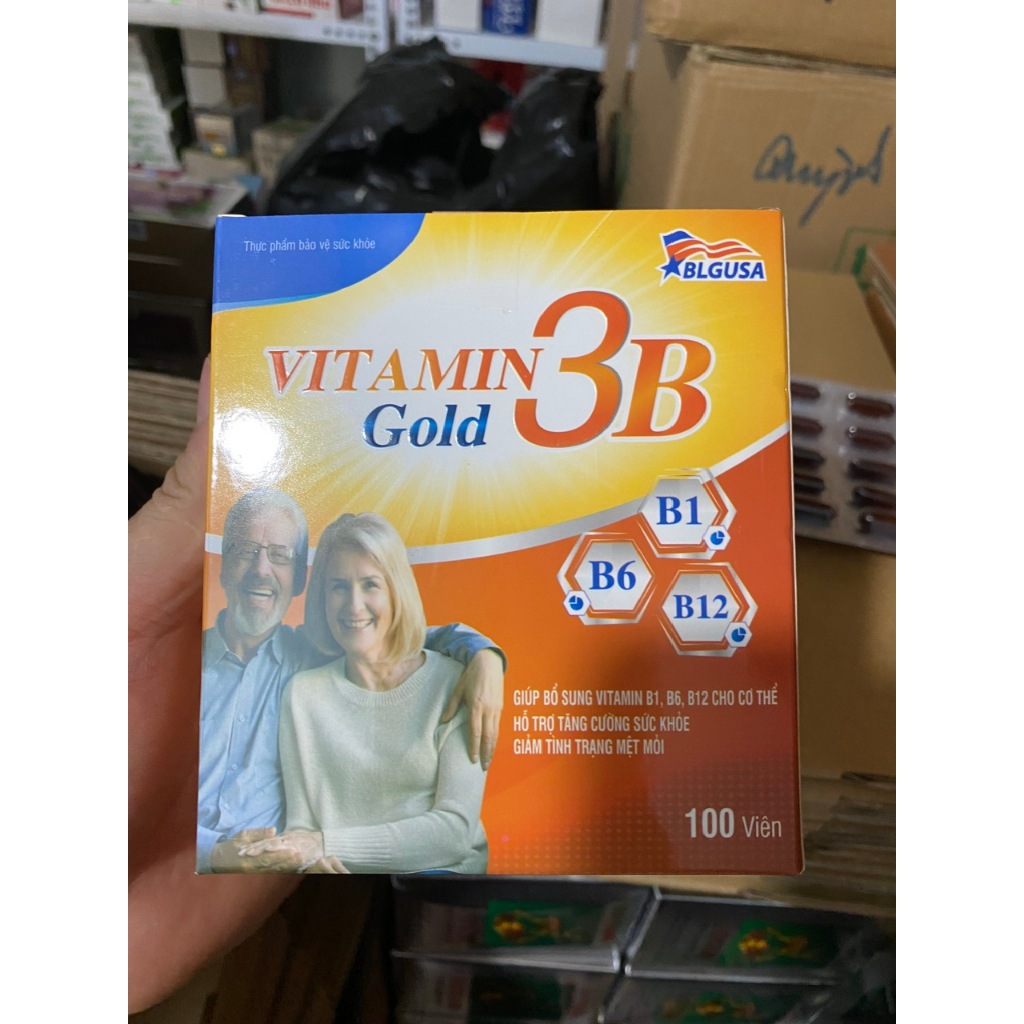 Thực phẩm bảo vệ sức khỏe
BLGUSA
VITAMIN 3B
Gold
B1
B6
B12
GIÚP BỔ SUNG VITAMIN B1, B6, B12 CHO CƠ THỂ
HỖ TRỢ TĂNG CƯỜNG SỨC KHỎE
GIẢM TÌNH TRẠNG MỆT MỎI
100 Viên